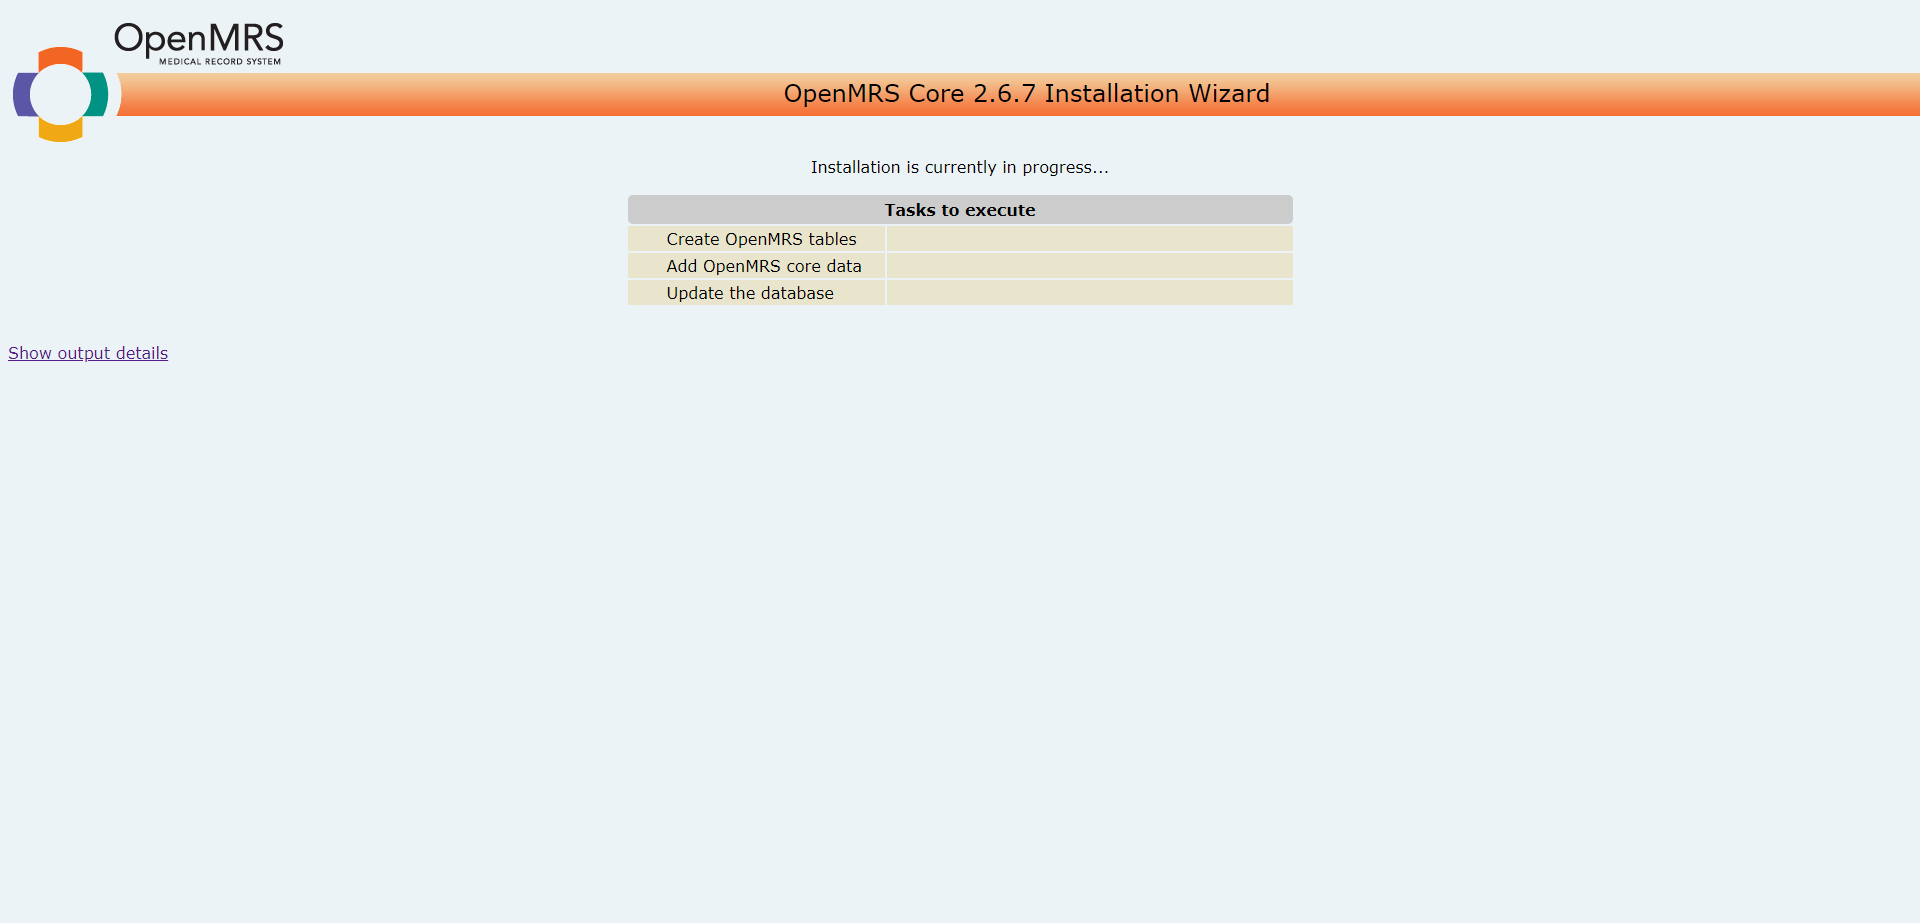 OpenMRS
MEDICAL RECORD SYSTEM
OpenMRS Core 2.6.7 Installation Wizard
Installation is currently in progress...
Tasks to execute
Create OpenMRS tables
Add OpenMRS core data
Update the database
Show output details